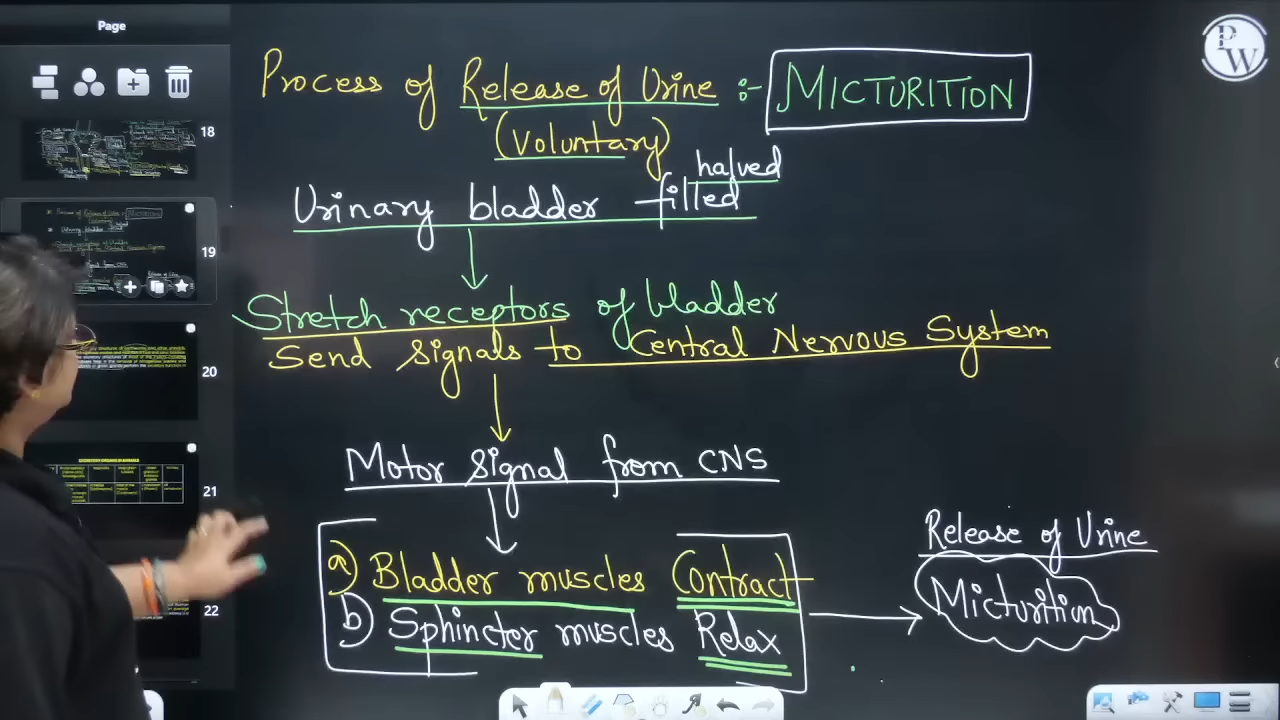 Page
PW
18
19
20
21
22
Process of Release of Urine :- MICTURITION
(Voluntary)
halved
Urinary bladder filled
Stretch receptors of bladder
Send signals to Central Nervous System
Motor signal from CNS
a) Bladder muscles Contract
b) Sphincter muscles Relax
Release of Urine
Micturition